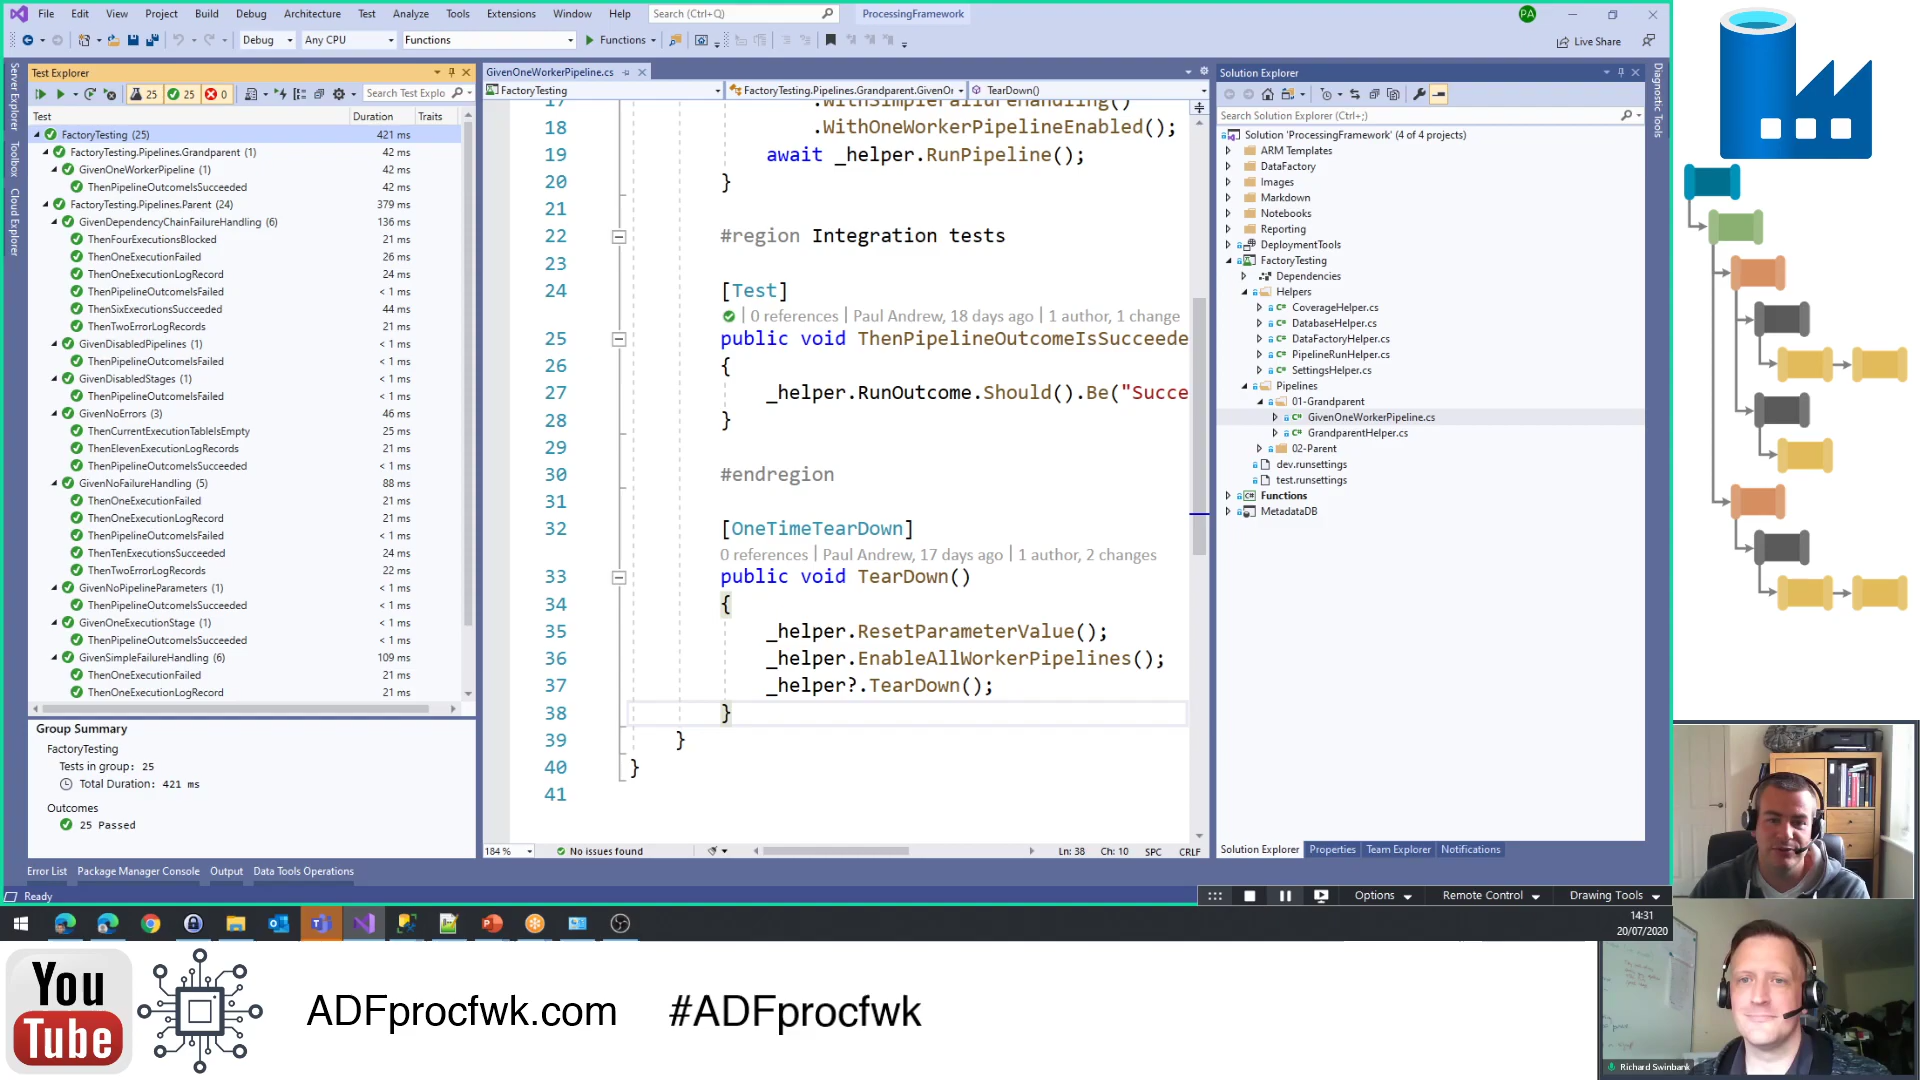 File Edit View Project Build Debug Architecture Test Analyze Tools Extensions Window Help Search (Ctrl+Q) ProcessingFramework PA
Debug Any CPU Functions Functions Live Share
Server Explorer
Toolbox
Cloud Explorer
Test Explorer
25 25 0 Search Test Explo
Test Duration Traits
FactoryTesting (25) 421 ms
FactoryTesting.Pipelines.Grandparent (1) 42 ms
GivenOneWorkerPipeline (1) 42 ms
ThenPipelineOutcomeIsSucceeded 42 ms
FactoryTesting.Pipelines.Parent (24) 379 ms
GivenDependencyChainFailureHandling (6) 136 ms
ThenFourExecutionsBlocked 21 ms
ThenOneExecutionFailed 26 ms
ThenOneExecutionLogRecord 24 ms
ThenPipelineOutcomeIsFailed < 1 ms
ThenSixExecutionsSucceeded 44 ms
ThenTwoErrorLogRecords 21 ms
GivenDisabledPipelines (1) < 1 ms
ThenPipelineOutcomeIsFailed < 1 ms
GivenDisabledStages (1) < 1 ms
ThenPipelineOutcomeIsFailed < 1 ms
GivenNoErrors (3) 46 ms
ThenCurrentExecutionTableIsEmpty 25 ms
ThenElevenExecutionLogRecords 21 ms
ThenPipelineOutcomeIsSucceeded < 1 ms
GivenNoFailureHandling (5) 88 ms
ThenOneExecutionFailed 21 ms
ThenOneExecutionLogRecord 21 ms
ThenPipelineOutcomeIsFailed < 1 ms
ThenTenExecutionsSucceeded 24 ms
ThenTwoErrorLogRecords 22 ms
GivenNoPipelineParameters (1) < 1 ms
ThenPipelineOutcomeIsSucceeded < 1 ms
GivenOneExecutionStage (1) < 1 ms
ThenPipelineOutcomeIsSucceeded < 1 ms
GivenSimpleFailureHandling (6) 109 ms
ThenOneExecutionFailed 21 ms
ThenOneExecutionLogRecord 21 ms
Group Summary
FactoryTesting
Tests in group: 25
Total Duration: 421 ms
Outcomes
25 Passed
GivenOneWorkerPipeline.cs
FactoryTesting FactoryTesting.Pipelines.Grandparent.GivenOr TearDown()
17 .WithSimpleFailureHandling()
18 .WithOneWorkerPipelineEnabled();
19 await _helper.RunPipeline();
20 }
21
22 #region Integration tests
23
24 [Test]
0 references | Paul Andrew, 18 days ago | 1 author, 1 change
25 public void ThenPipelineOutcomeIsSucceede
26 {
27 _helper.RunOutcome.Should().Be("Succe
28 }
29
30 #endregion
31
32 [OneTimeTearDown]
0 references | Paul Andrew, 17 days ago | 1 author, 2 changes
33 public void TearDown()
34 {
35 _helper.ResetParameterValue();
36 _helper.EnableAllWorkerPipelines();
37 _helper?.TearDown();
38 }
39 }
40 }
41
184 % No issues found Ln: 38 Ch: 10 SPC CRLF
Solution Explorer
Search Solution Explorer (Ctrl+;)
Solution 'ProcessingFramework' (4 of 4 projects)
ARM Templates
DataFactory
Images
Markdown
Notebooks
Reporting
DeploymentTools
FactoryTesting
Dependencies
Helpers
C# CoverageHelper.cs
C# DatabaseHelper.cs
C# DataFactoryHelper.cs
C# PipelineRunHelper.cs
C# SettingsHelper.cs
Pipelines
01-Grandparent
C# GivenOneWorkerPipeline.cs
C# GrandparentHelper.cs
02-Parent
dev.runsettings
test.runsettings
Functions
MetadataDB
Solution Explorer Properties Team Explorer Notifications
Diagnostic Tools
Error List Package Manager Console Output Data Tools Operations
Ready
Options Remote Control Drawing Tools
14:31
20/07/2020
You
Tube
ADFprocfwk.com #ADFprocfwk
Richard Swinbank